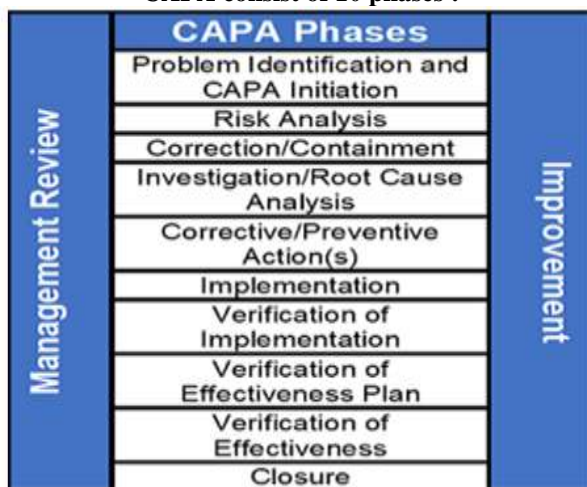 CAPA consist of 10 phases :
CAPA Phases
Problem Identification and
CAPA Initiation
Risk Analysis
Correction/Containment
Investigation/Root Cause
Analysis
Corrective/Preventive
Action(s)
Implementation
Verification of
Implementation
Verification of
Effectiveness Plan
Verification of
Effectiveness
Closure
Management Review
Improvement